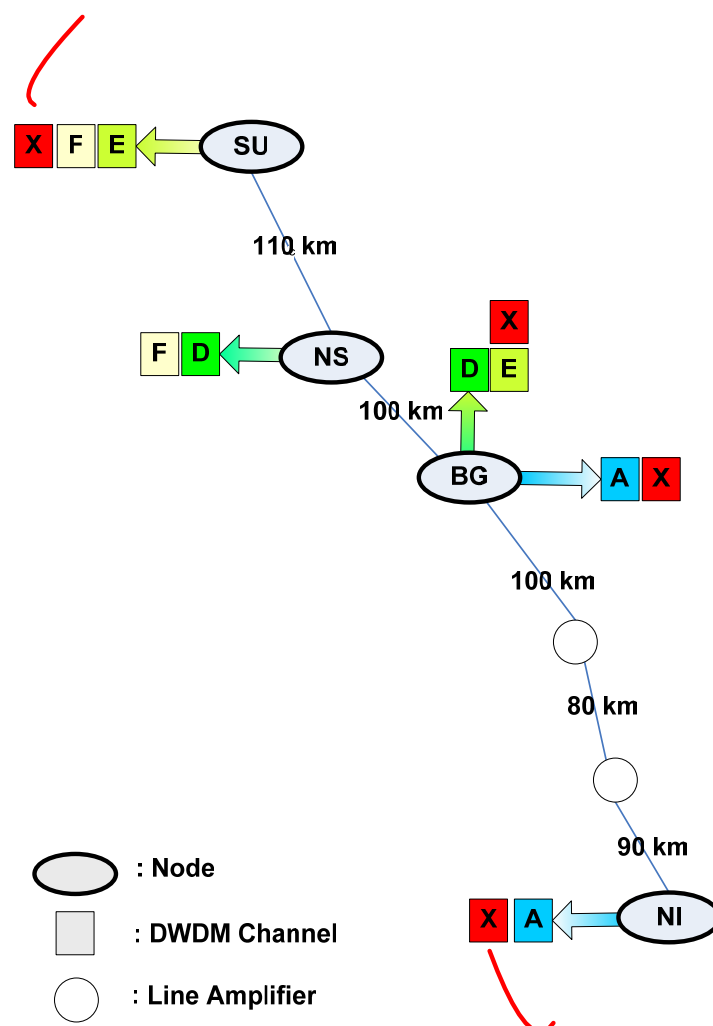 X F E
SU
110 km
X
F D
NS
D E
100 km
BG
A X
100 km
80 km
90 km
: Node
X A
NI
: DWDM Channel
: Line Amplifier